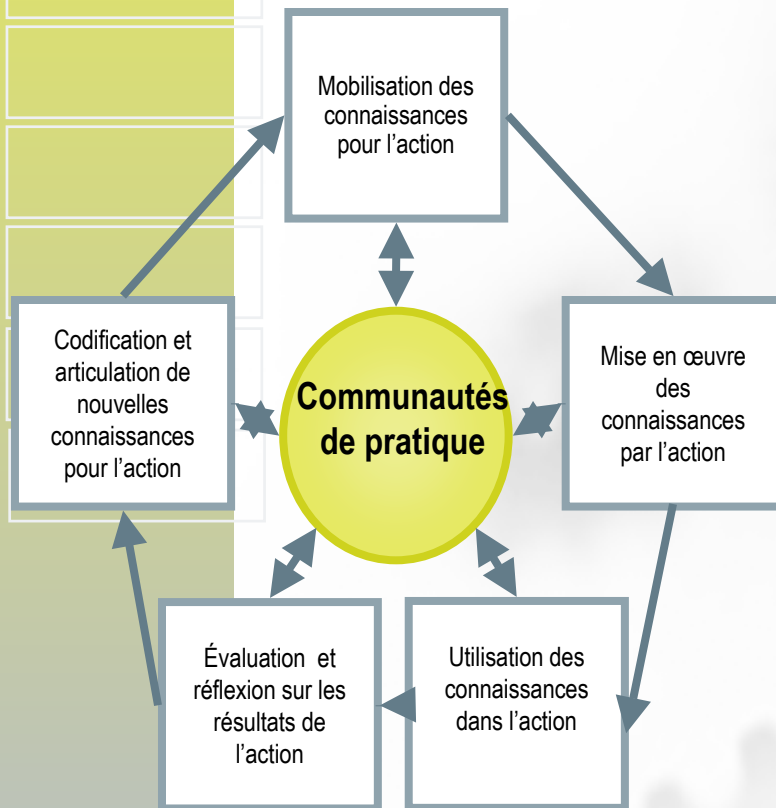 Mobilisation des
connaissances
pour l’action
Codification et
articulation de
nouvelles
connaissances
pour l’action
Communautés
de pratique
Mise en œuvre
des
connaissances
par l’action
Évaluation et
réflexion sur les
résultats de
l’action
Utilisation des
connaissances
dans l’action